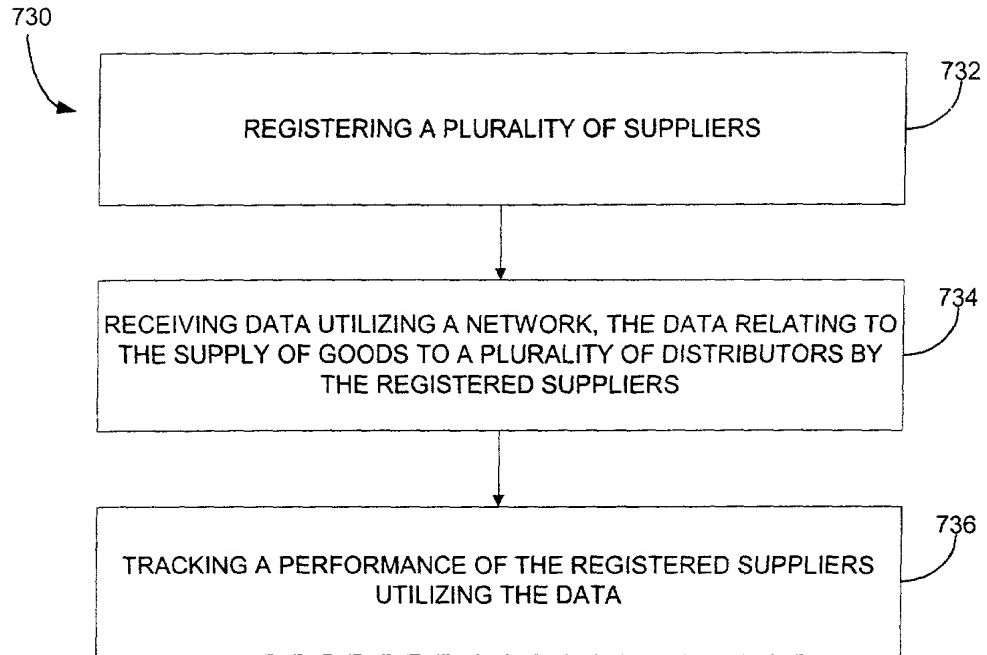 730
732
REGISTERING A PLURALITY OF SUPPLIERS
734
RECEIVING DATA UTILIZING A NETWORK, THE DATA RELATING TO
THE SUPPLY OF GOODS TO A PLURALITY OF DISTRIBUTORS BY
THE REGISTERED SUPPLIERS
736
TRACKING A PERFORMANCE OF THE REGISTERED SUPPLIERS
UTILIZING THE DATA